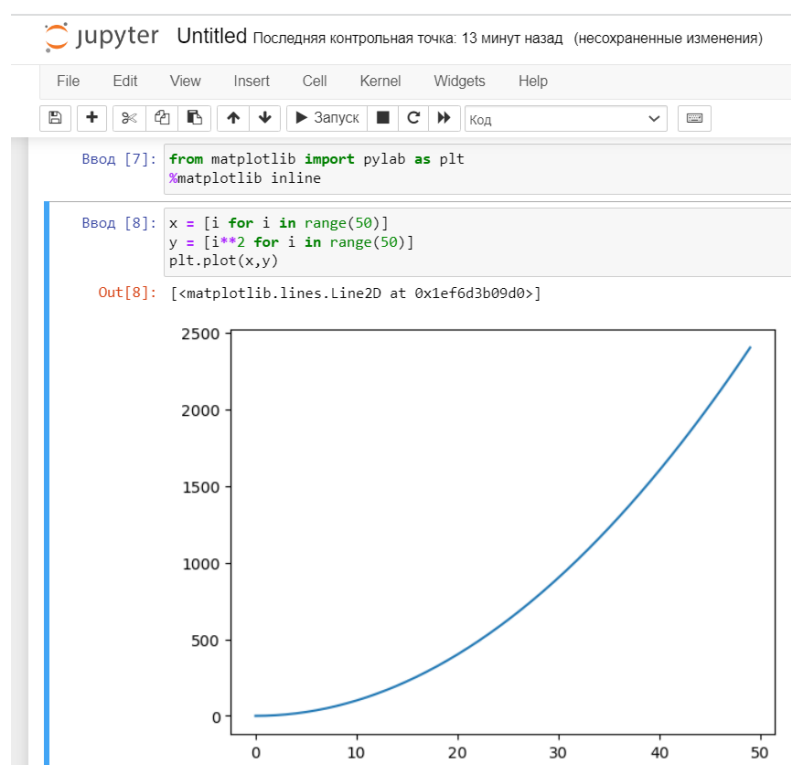 jupyter Untitled Последняя контрольная точка: 13 минут назад (несохраненные изменения)
File Edit View Insert Cell Kernel Widgets Help
Запуск Код
Ввод [7]: from matplotlib import pylab as plt
%matplotlib inline
Ввод [8]: x = [i for i in range(50)]
y = [i**2 for i in range(50)]
plt.plot(x,y)
Out[8]: [<matplotlib.lines.Line2D at 0x1ef6d3b09d0>]
2500
2000
1500
1000
500
0
0 10 20 30 40 50